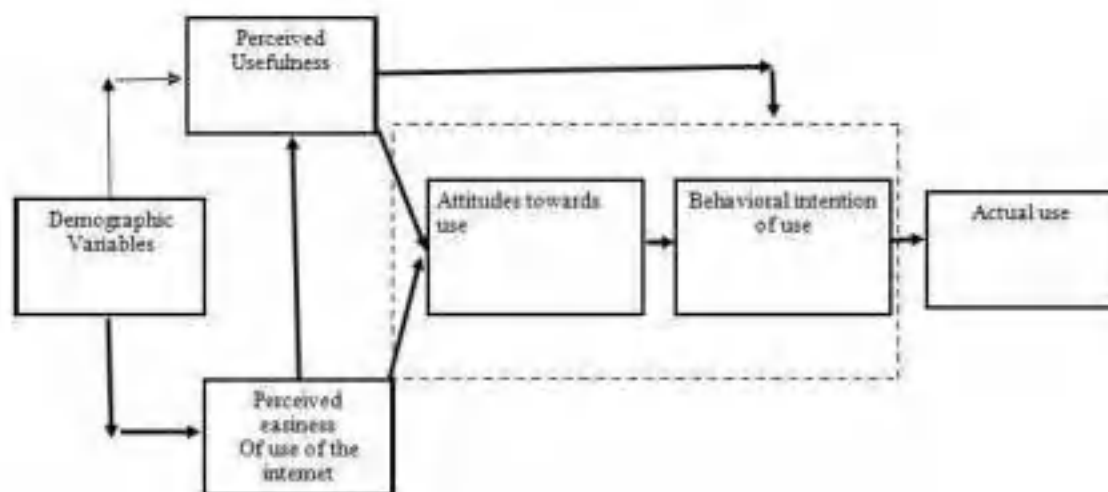 Perceived
Usefulness
Demographic
Variables
Attitudes towards
use
Behavioral intention
of use
Actual use
Perceived
easiness
Of use of the
internet